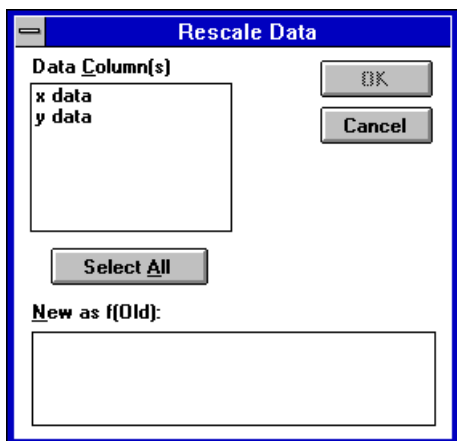 Rescale Data
Data Column(s)
x data
y data
OK
Cancel
Select All
New as f(Old):